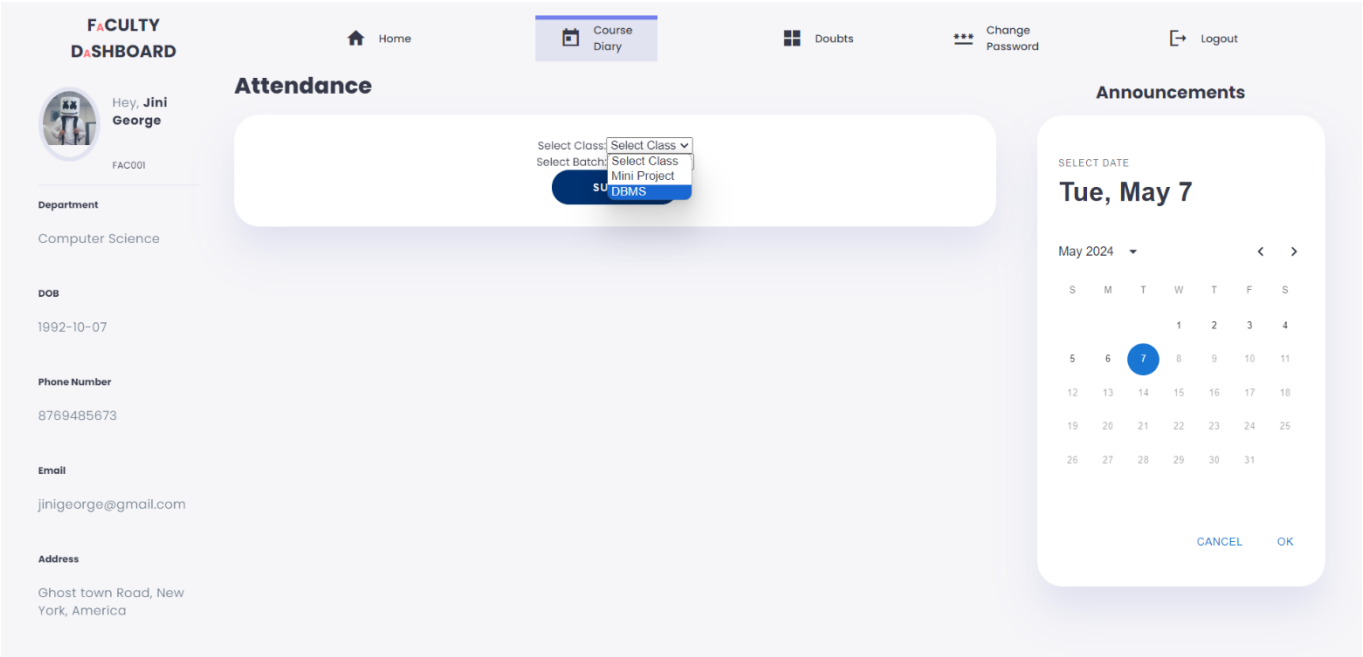 FACULTY
DASHBOARD
Home
Course
Diary
Doubts
***
Change
Password
Logout
Hey, Jini
George
FAC001
Department
Computer Science
DOB
1992-10-07
Phone Number
8769485673
Email
jinigeorge@gmail.com
Address
Ghost town Road, New
York, America
Attendance
Select Class: Select Class
Select Batch:
Select Class
Mini Project
DBMS
SU
Announcements
SELECT DATE
Tue, May 7
May 2024
S M T W T F S
1 2 3 4
5 6 7 8 9 10 11
12 13 14 15 16 17 18
19 20 21 22 23 24 25
26 27 28 29 30 31
CANCEL OK